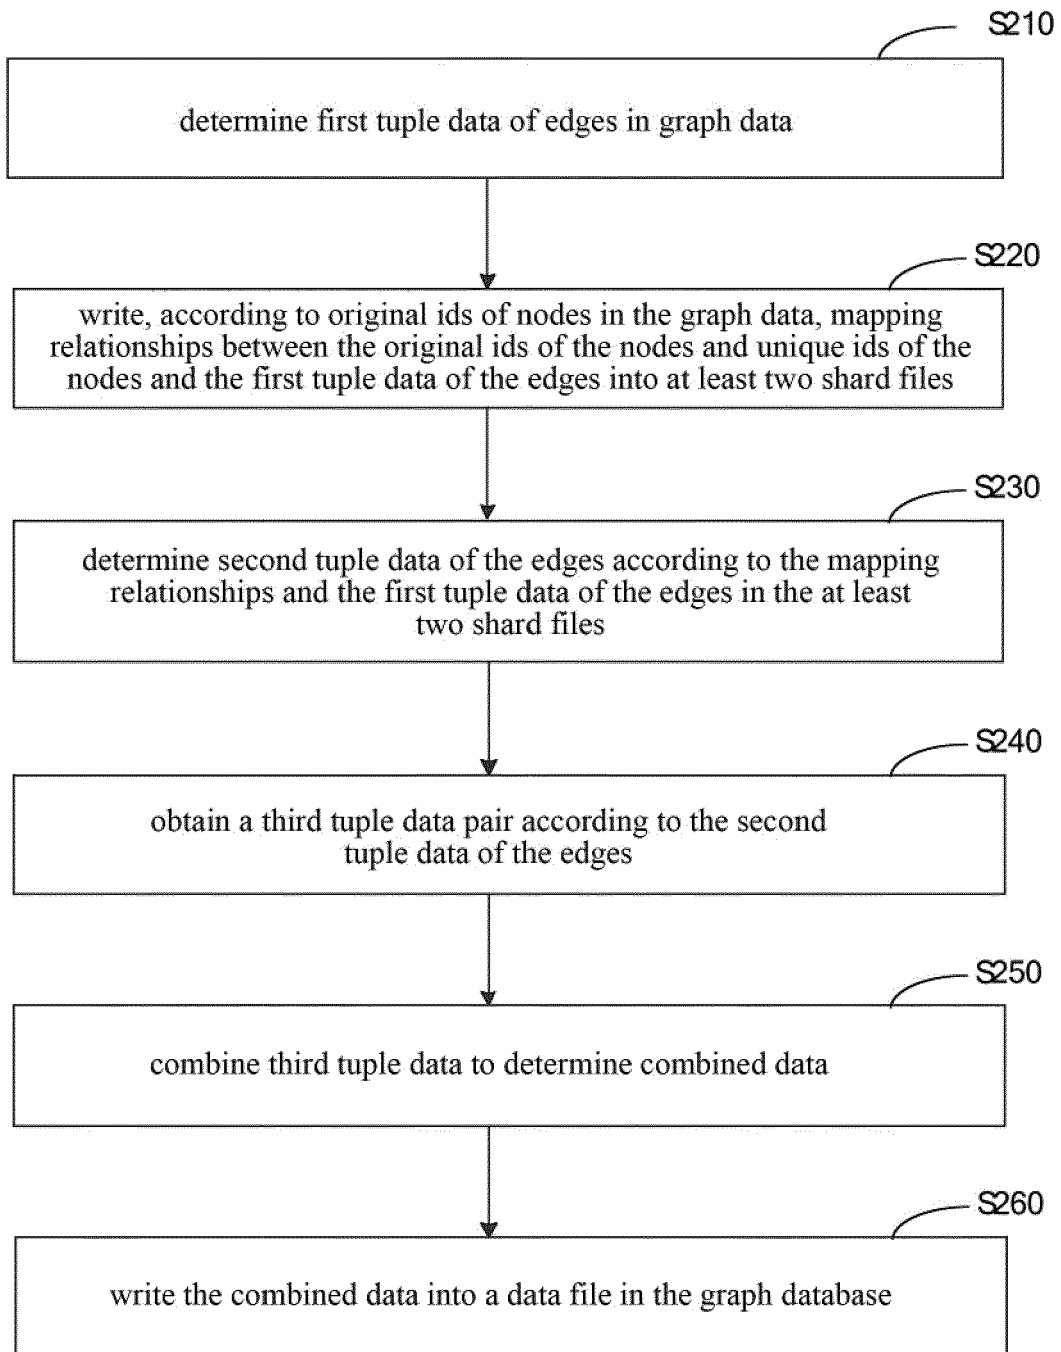 S210
determine first tuple data of edges in graph data
S220
write, according to original ids of nodes in the graph data, mapping
relationships between the original ids of the nodes and unique ids of the
nodes and the first tuple data of the edges into at least two shard files
S230
determine second tuple data of the edges according to the mapping
relationships and the first tuple data of the edges in the at least
two shard files
S240
obtain a third tuple data pair according to the second
tuple data of the edges
S250
combine third tuple data to determine combined data
S260
write the combined data into a data file in the graph database